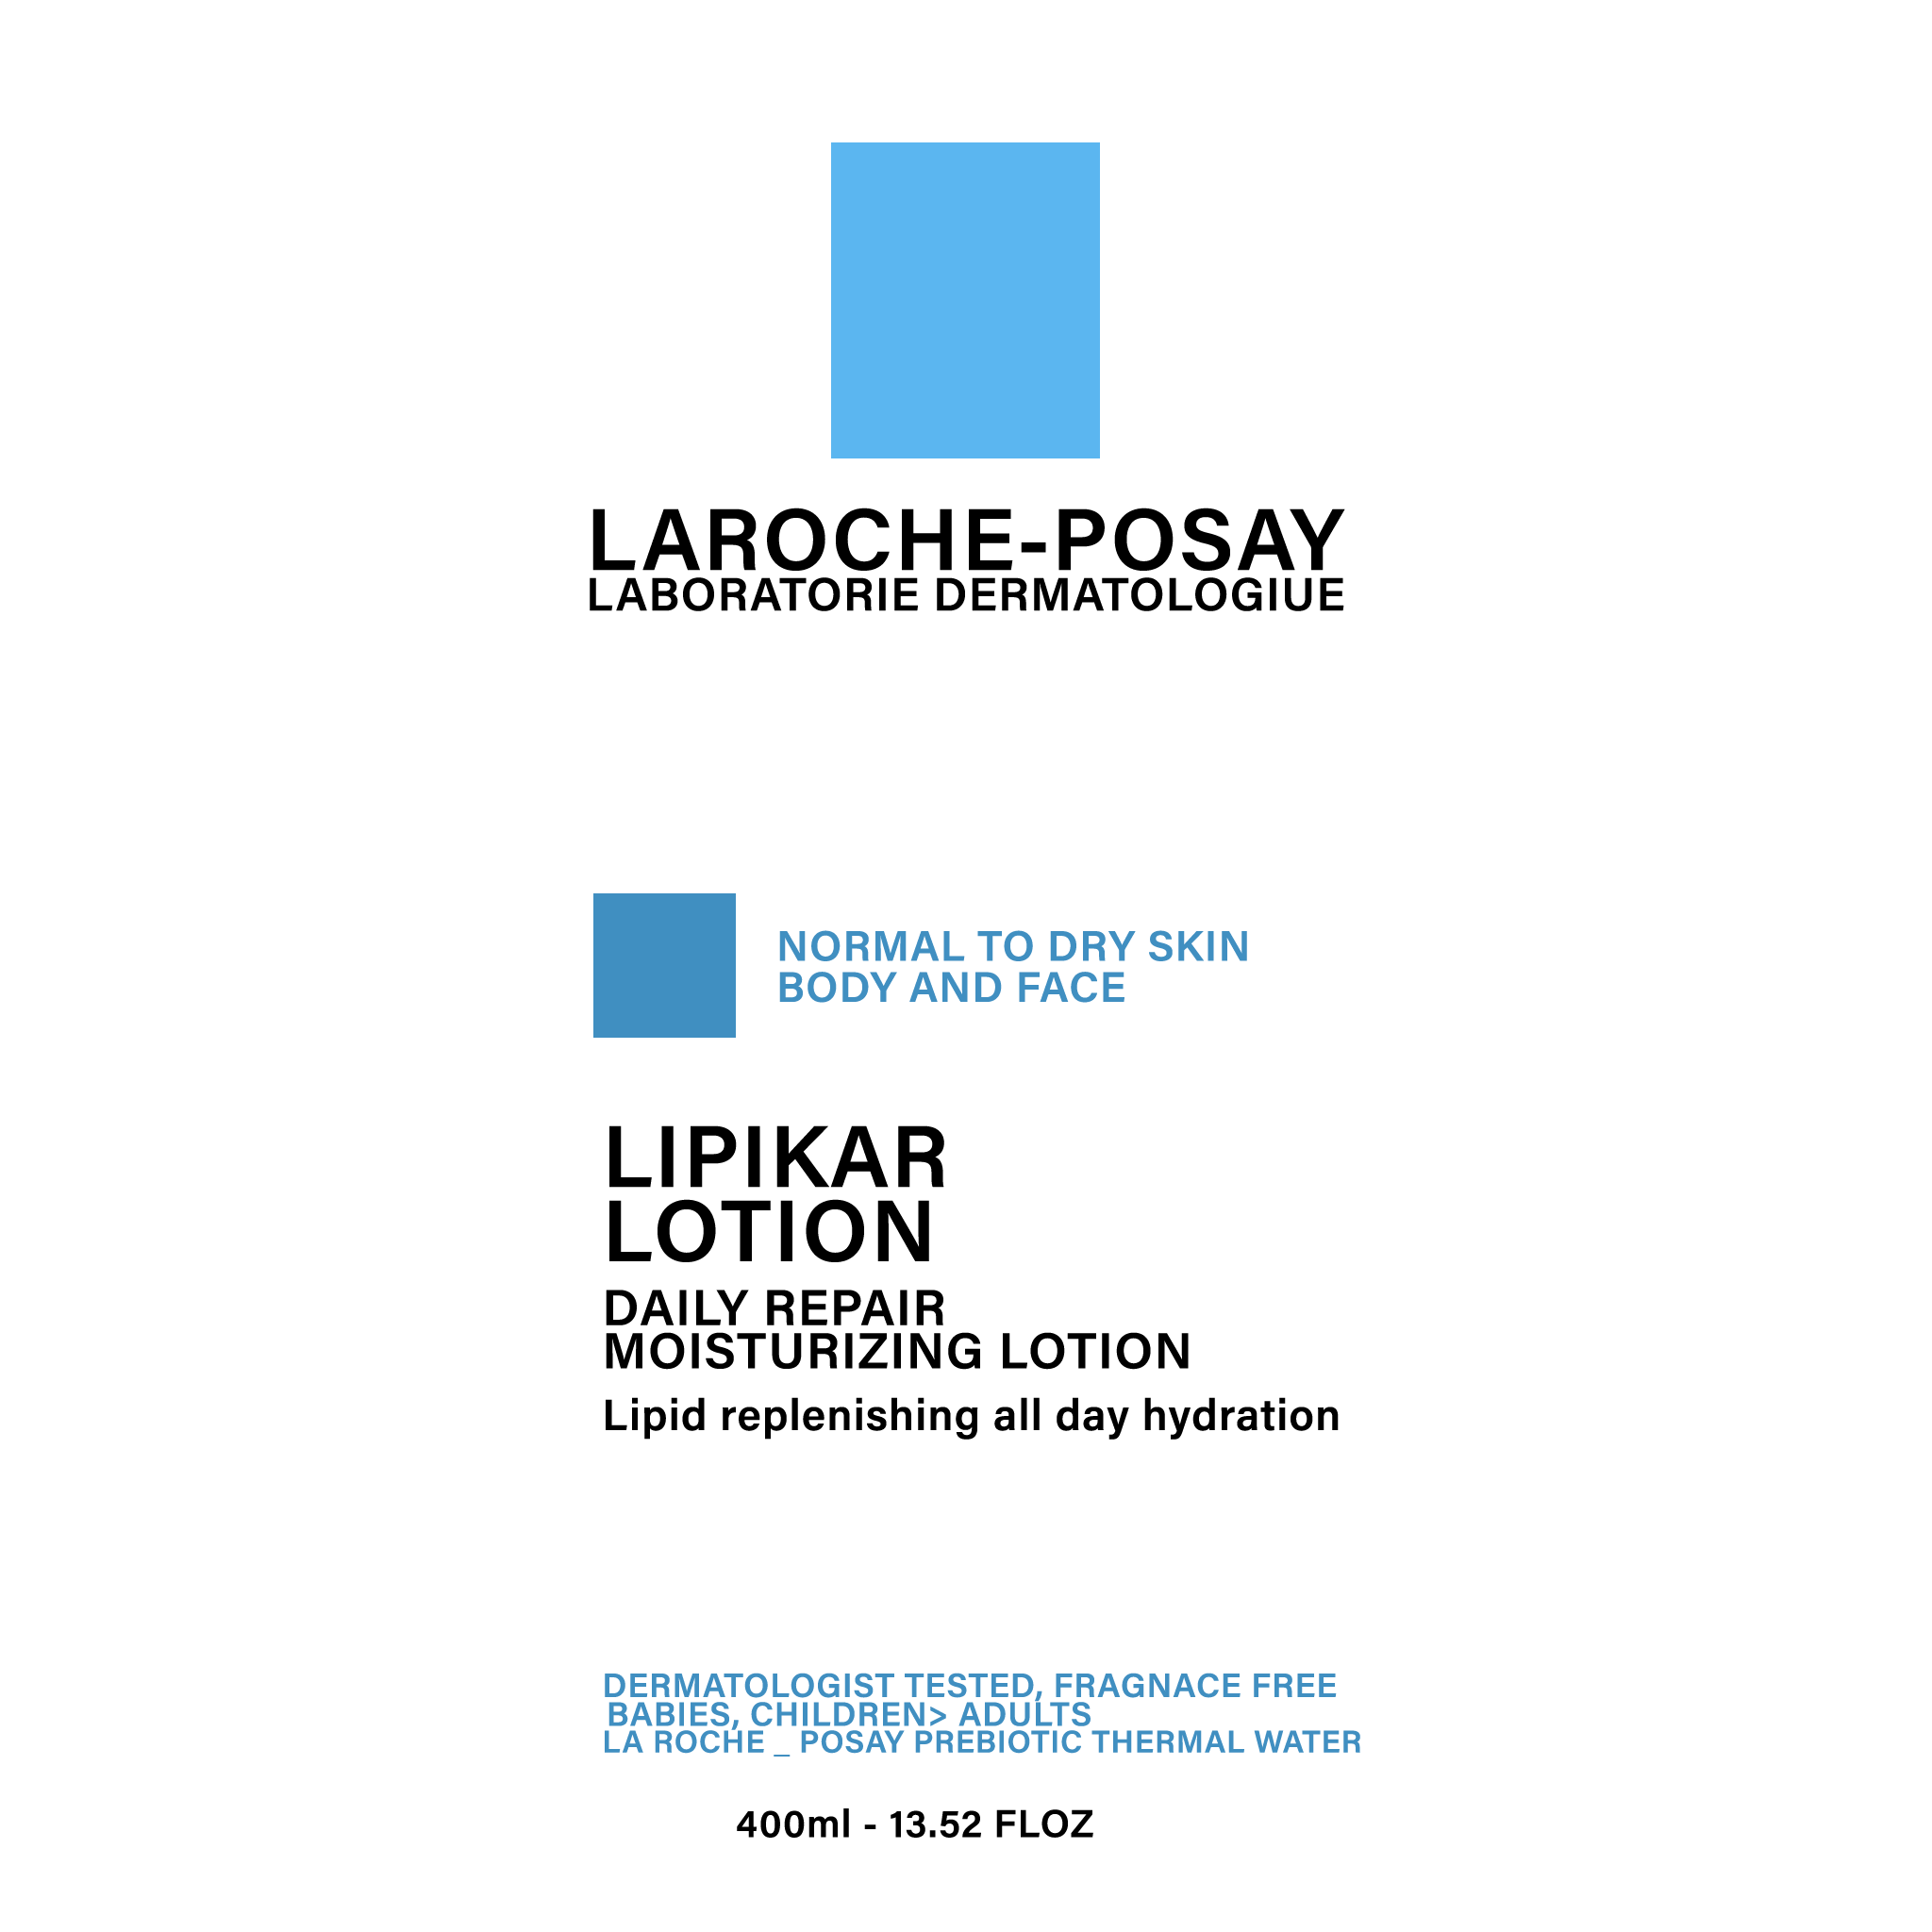 LAROCHE-POSAY
LABORATORIE DERMATOLOGIUE
NORMAL TO DRY SKIN
BODY AND FACE
LIPIKAR
LOTION
DAILY REPAIR
MOISTURIZING LOTION
Lipid replenishing all day hydration
DERMATOLOGIST TESTED, FRAGNACE FREE
BABIES, CHILDREN> ADULTS
LA ROCHE _ POSAY PREBIOTIC THERMAL WATER
400ml - 13.52 FLOZ